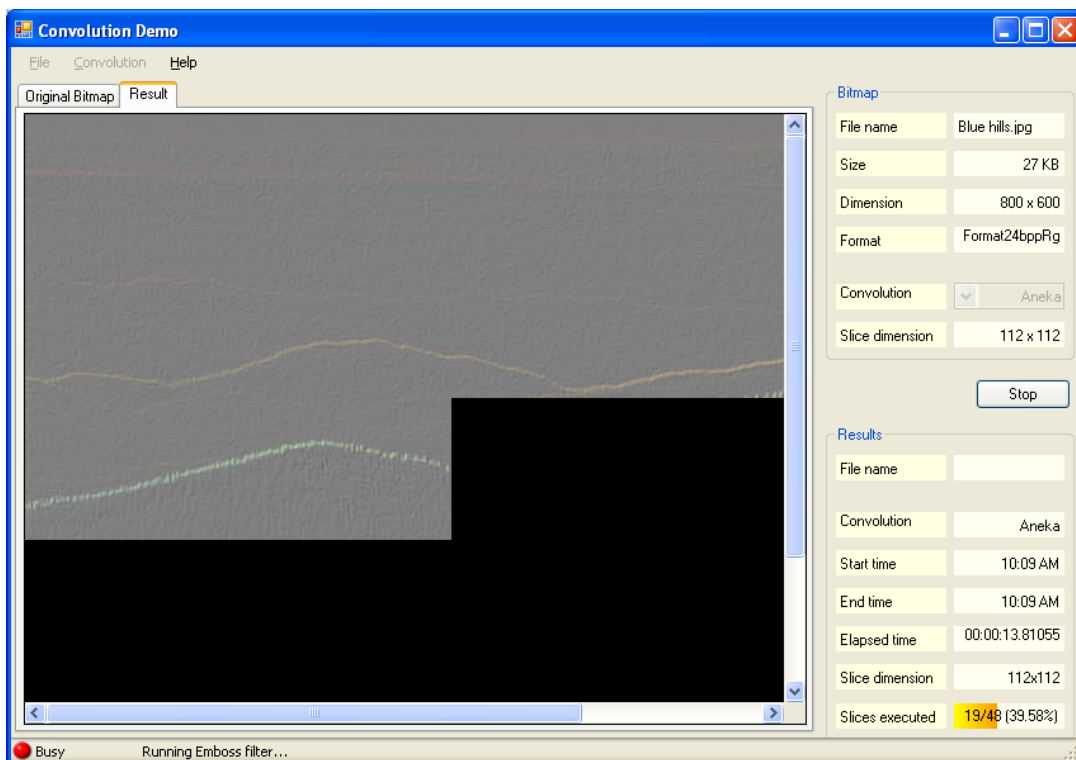 Convolution Demo
File Convolution Help
Original Bitmap Result
Bitmap
File name Blue hills.jpg
Size 27 KB
Dimension 800 x 600
Format Format24bppRg
Convolution Aneka
Slice dimension 112 x 112
Stop
Results
File name
Convolution Aneka
Start time 10:09 AM
End time 10:09 AM
Elapsed time 00:00:13.81055
Slice dimension 112x112
Slices executed 19/48 (39.58%)
Busy Running Emboss filter...